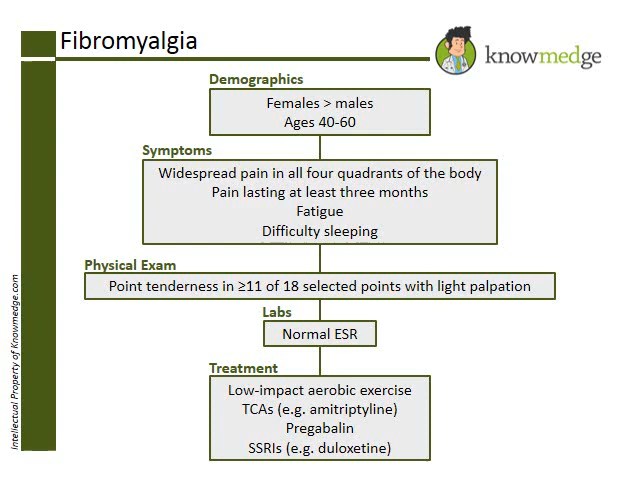 Fibromyalgia
knowmedge
Demographics
Females > males
Ages 40-60
Symptoms
Widespread pain in all four quadrants of the body
Pain lasting at least three months
Fatigue
Difficulty sleeping
Physical Exam
Point tenderness in ≥11 of 18 selected points with light palpation
Labs
Normal ESR
Treatment
Low-impact aerobic exercise
TCAs (e.g. amitriptyline)
Pregabalin
SSRIs (e.g. duloxetine)
Intellectual Property of Knowmedge.com